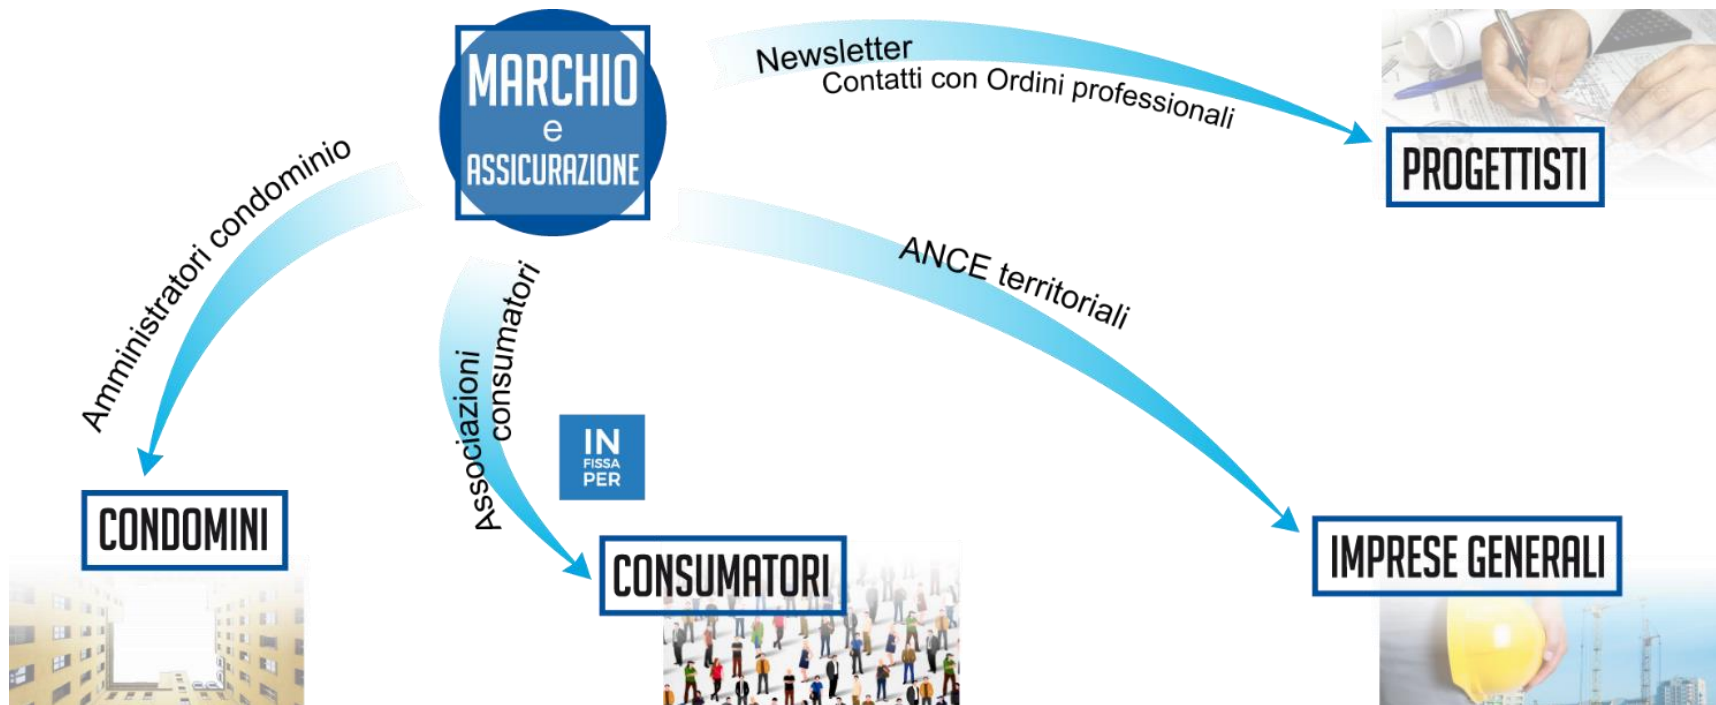 MARCHIO
e
ASSICURAZIONE
Newsletter
Contatti con Ordini professionali
PROGETTISTI
Amministratori condominio
ANCE territoriali
Associazioni
consumatori
IN
FISSA
PER
CONDOMINI
CONSUMATORI
IMPRESE GENERALI